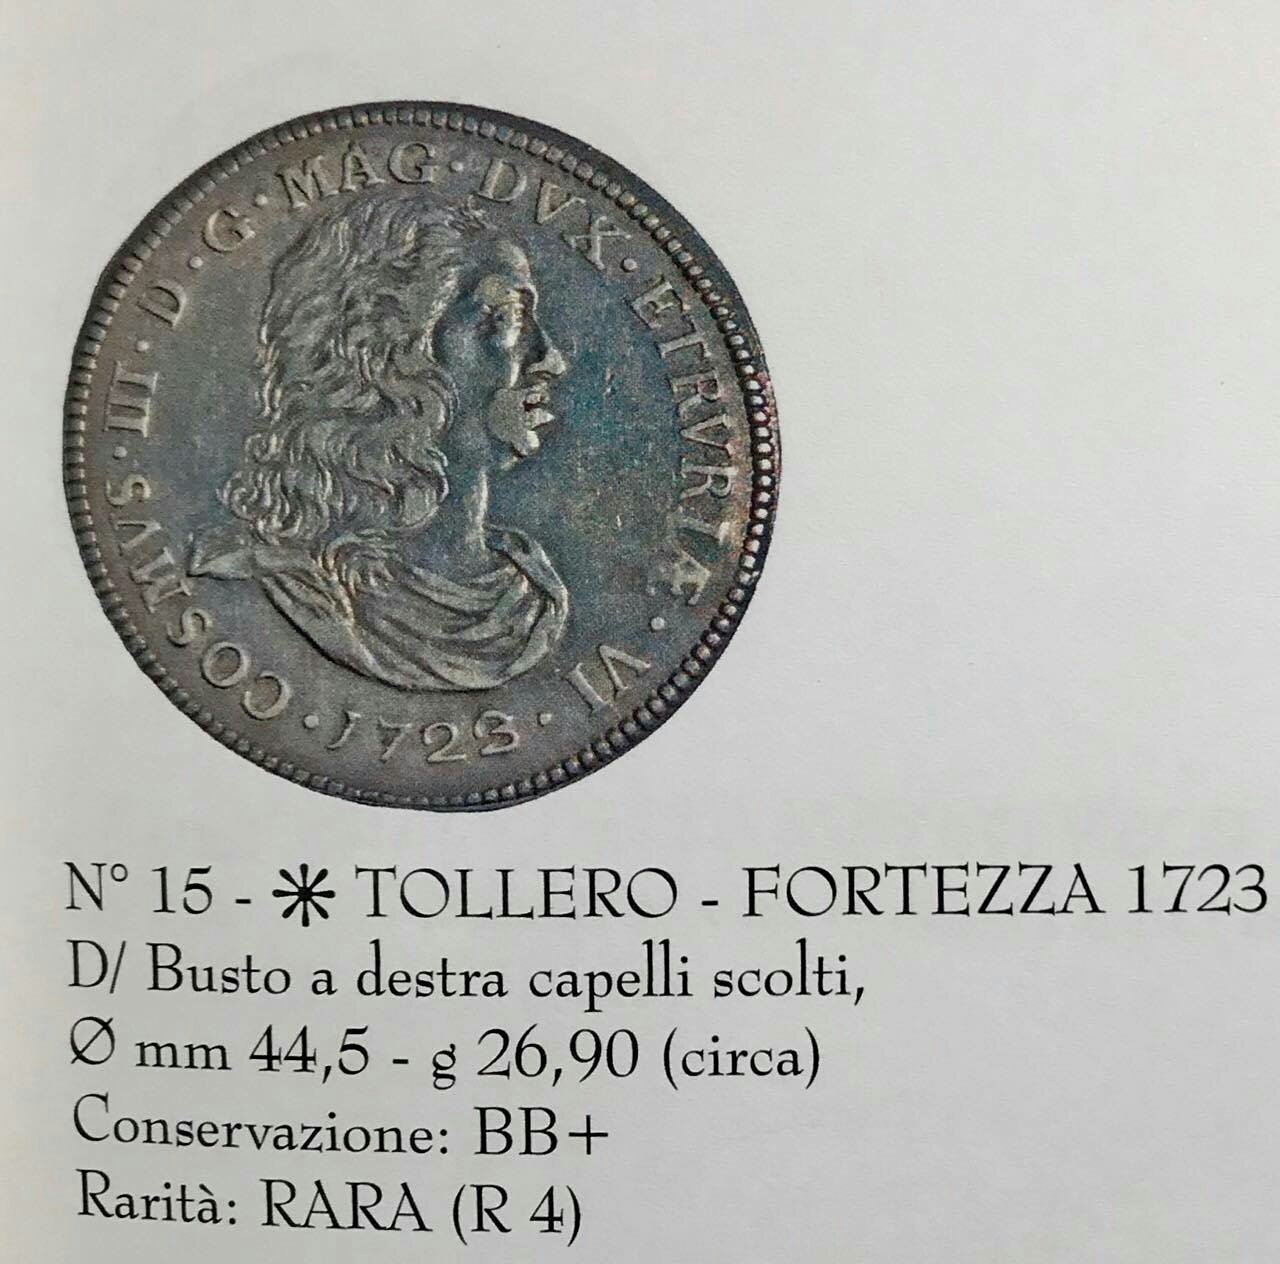 COSMVS · III · D · G · MAG · DVX · ETRVRIÆ · VI · 1723
N° 15 - ✳ TOLLERO - FORTEZZA 1723
D/ Busto a destra capelli scolti,
Ø mm 44,5 - g 26,90 (circa)
Conservazione: BB+
Rarità: RARA (R 4)